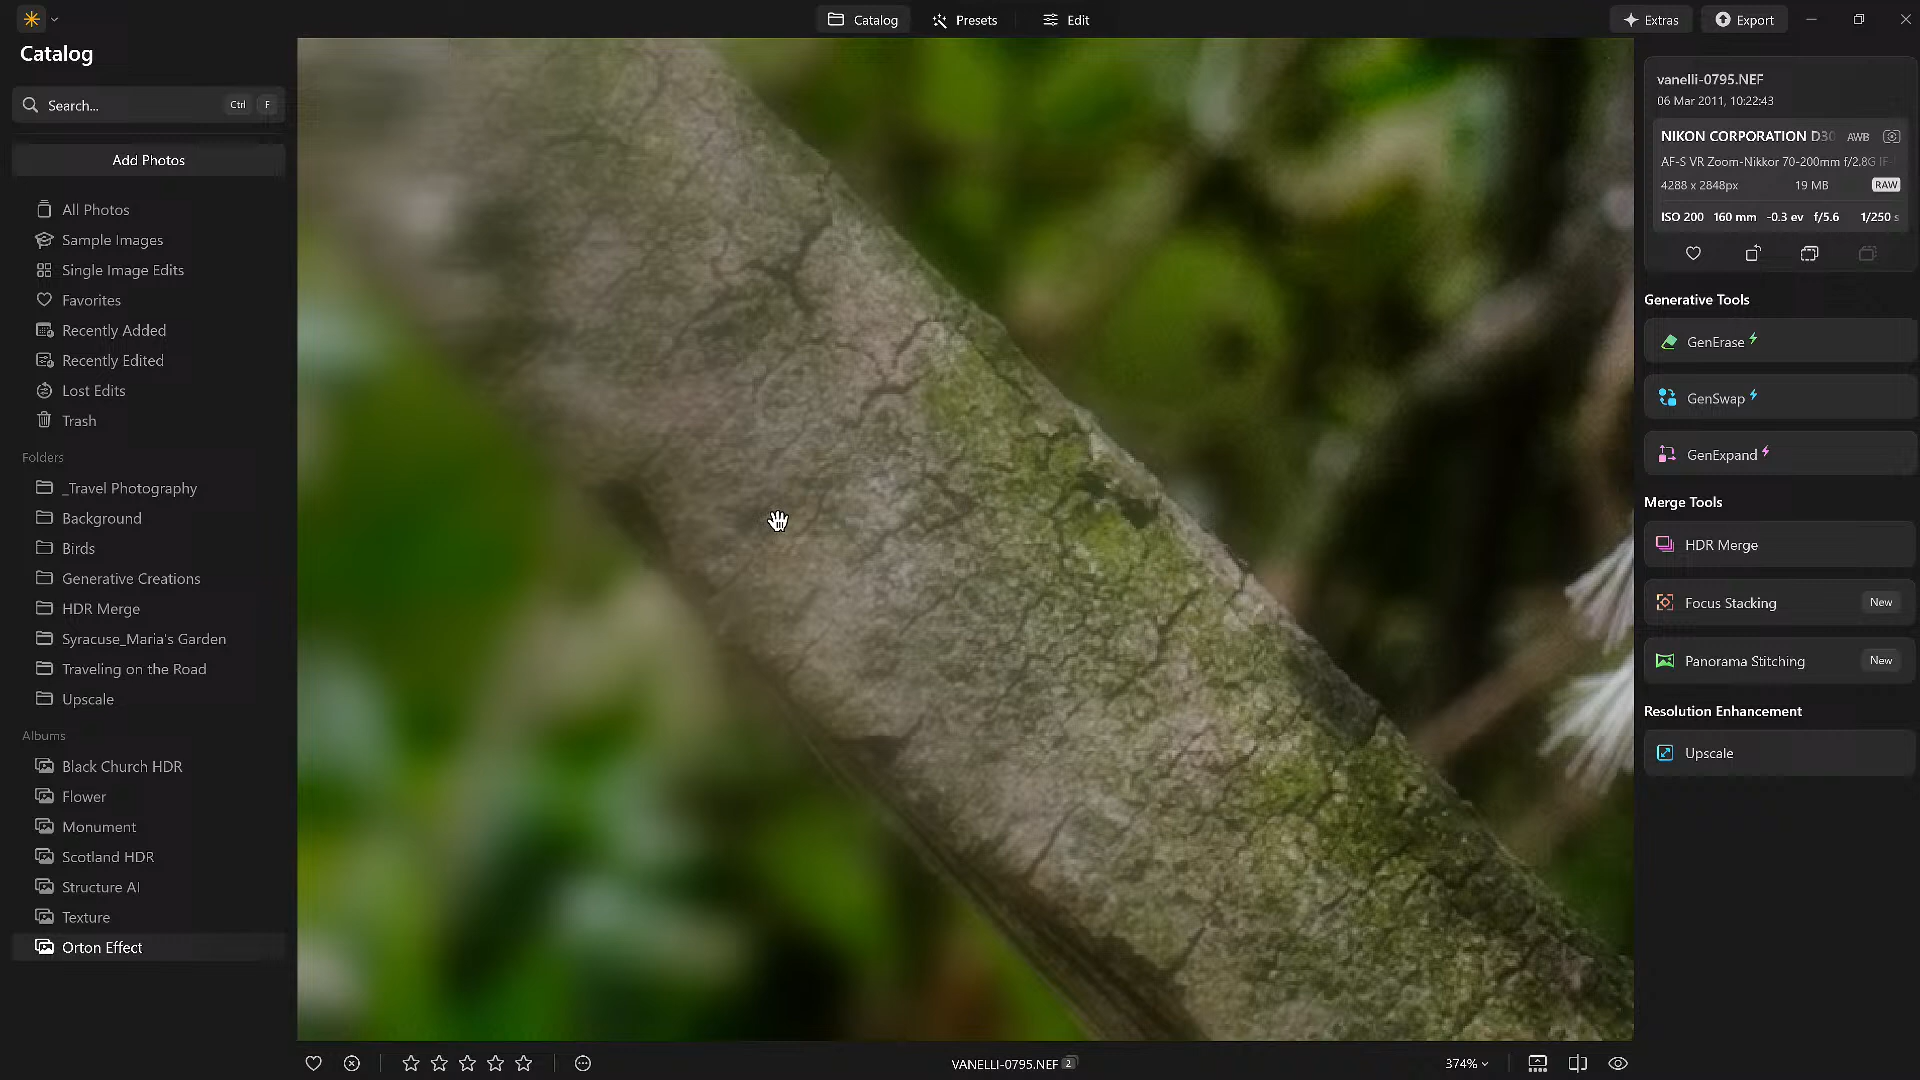 Catalog
Presets
Edit
Extras
Export
Catalog
Search...
Ctrl
F
Add Photos
All Photos
Sample Images
Single Image Edits
Favorites
Recently Added
Recently Edited
Lost Edits
Trash
Folders
_Travel Photography
Background
Birds
Generative Creations
HDR Merge
Syracuse_Maria's Garden
Traveling on the Road
Upscale
Albums
Black Church HDR
Flower
Monument
Scotland HDR
Structure AI
Texture
Orton Effect
vanelli-0795.NEF
06 Mar 2011, 10:22:43
NIKON CORPORATION D30 AWB
AF-S VR Zoom-Nikkor 70-200mm f/2.8G IF-
4288 x 2848px 19 MB RAW
ISO 200 160 mm -0.3 ev f/5.6 1/250 s
Generative Tools
GenErase
GenSwap
GenExpand
Merge Tools
HDR Merge
Focus Stacking New
Panorama Stitching New
Resolution Enhancement
Upscale
VANELLI-0795.NEF 2
374%